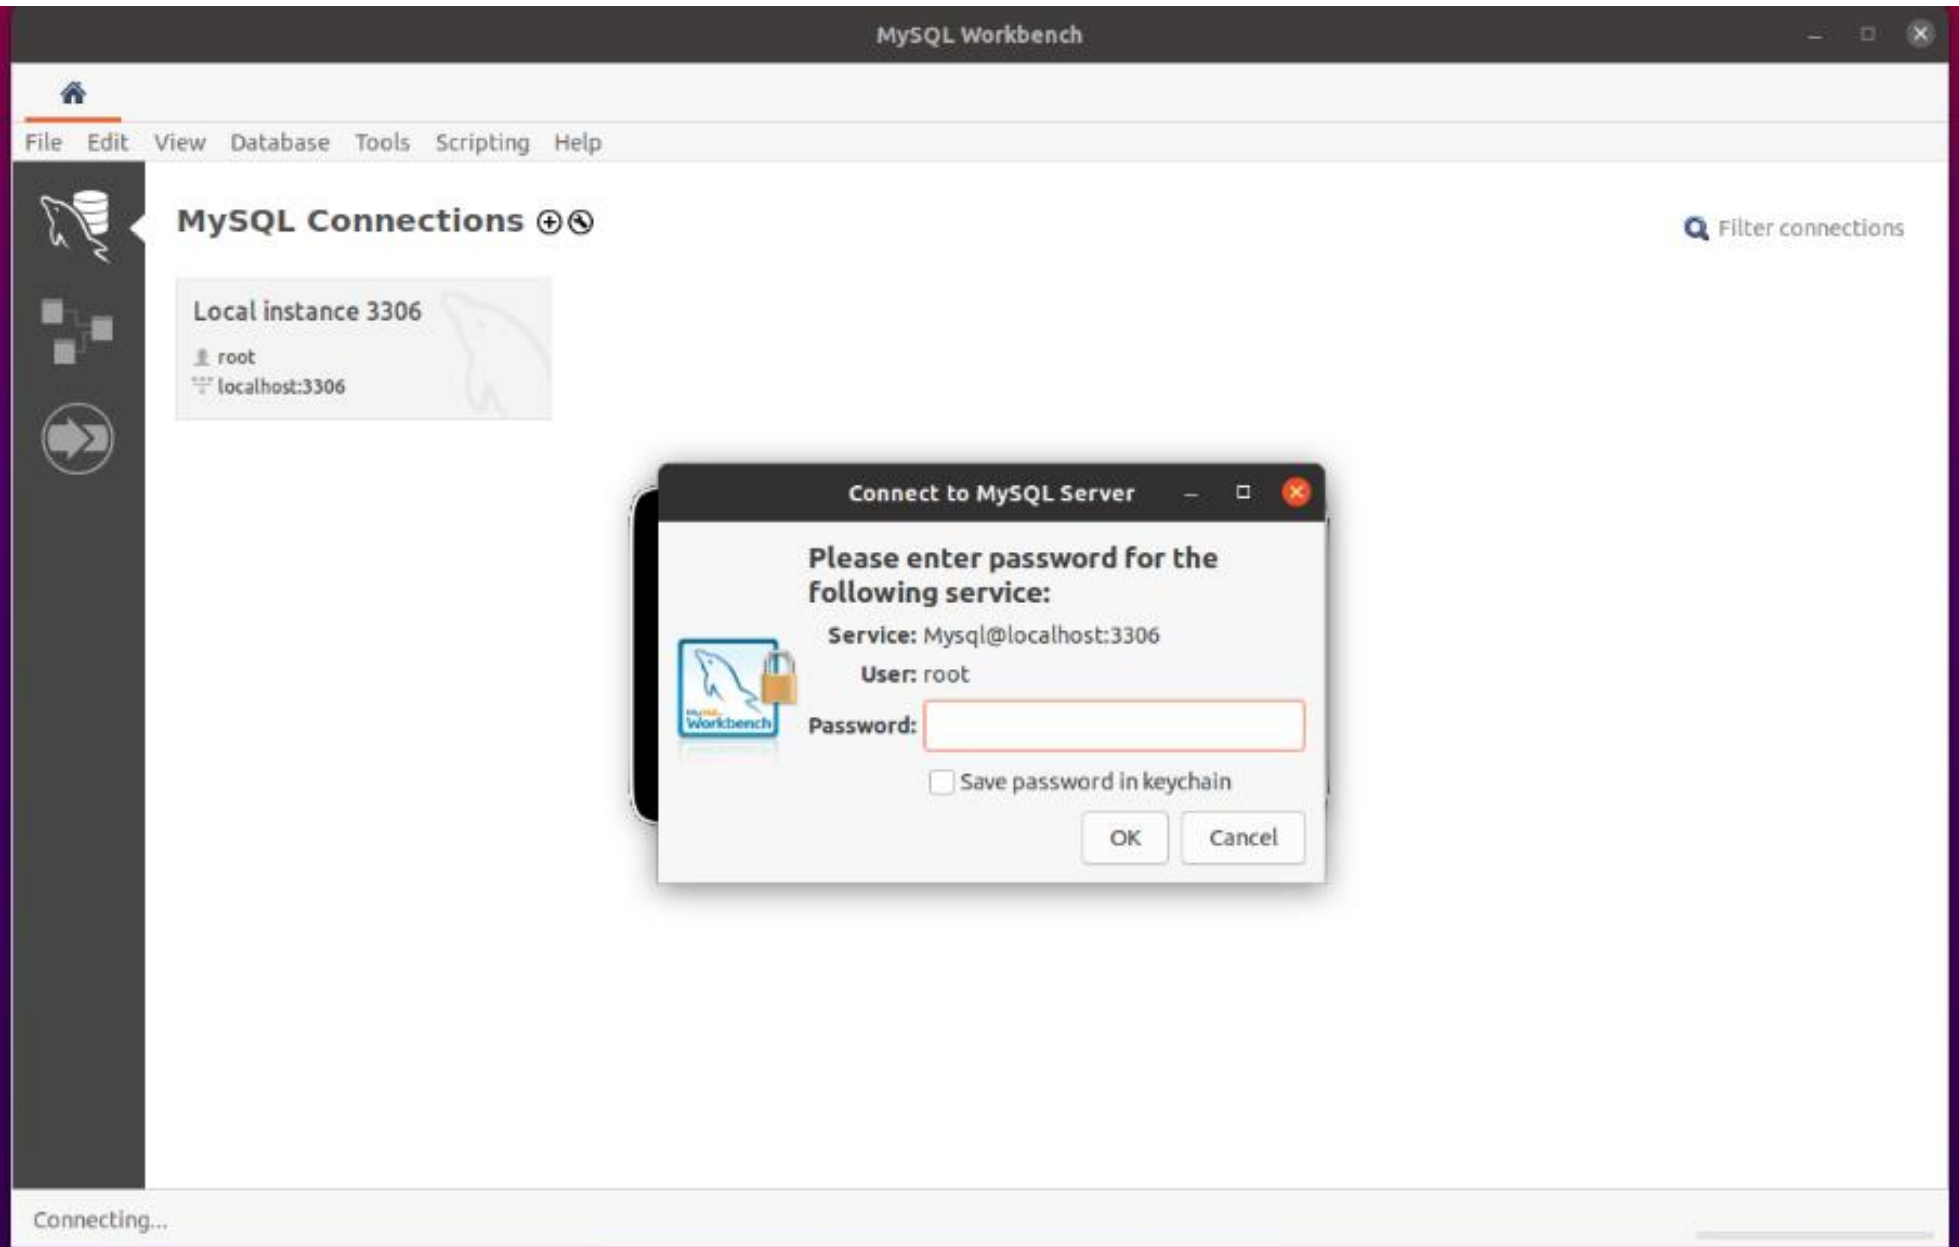 MySQL Workbench
File Edit View Database Tools Scripting Help
MySQL Connections
Filter connections
Local instance 3306
root
localhost:3306
Connect to MySQL Server
Please enter password for the
following service:
Service: Mysql@localhost:3306
User: root
Password:
Workbench
Save password in keychain
OK Cancel
Connecting...